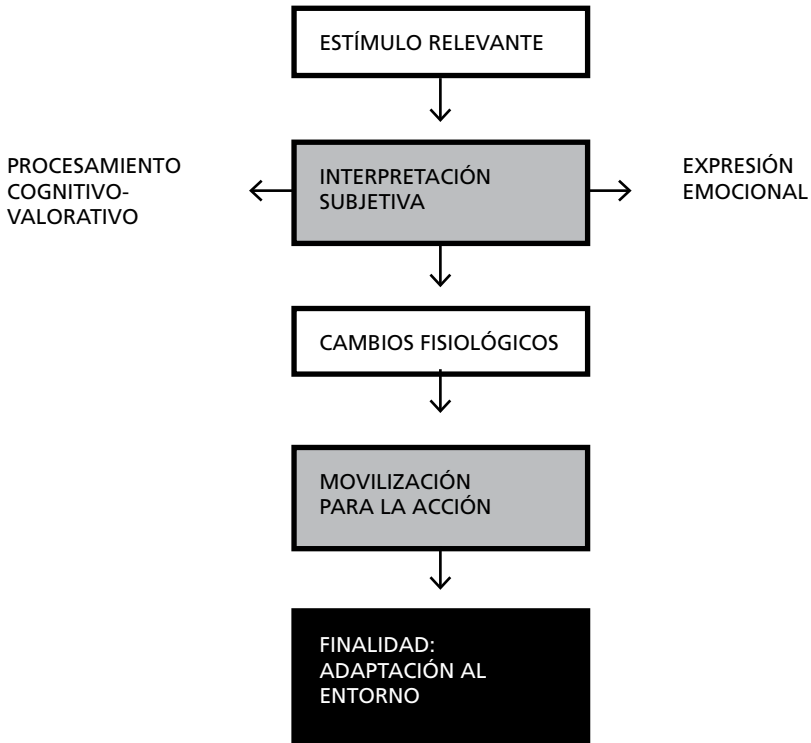 ESTÍMULO RELEVANTE
PROCESAMIENTO
COGNITIVO-
VALORATIVO
INTERPRETACIÓN
SUBJETIVA
EXPRESIÓN
EMOCIONAL
CAMBIOS FISIOLÓGICOS
MOVILIZACIÓN
PARA LA ACCIÓN
FINALIDAD:
ADAPTACIÓN AL
ENTORNO